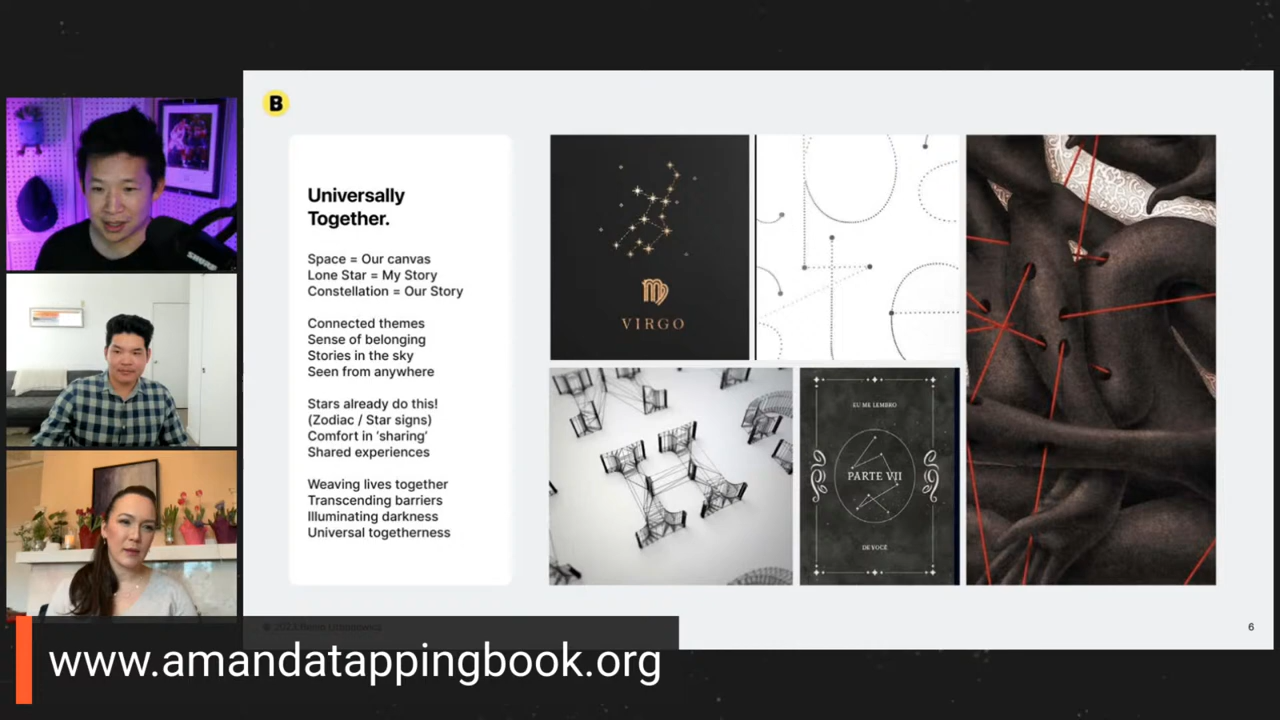 B
Universally
Together.
Space = Our canvas
Lone Star = My Story
Constellation = Our Story
Connected themes
Sense of belonging
Stories in the sky
Seen from anywhere
Stars already do this!
(Zodiac / Star signs)
Comfort in ‘sharing’
Shared experiences
Weaving lives together
Transcending barriers
Illuminating darkness
Universal togetherness
VIRGO
EU ME LEMBRO
PARTE VII
DE VOCÊ
SHURE
6
www.amandatappingbook.org